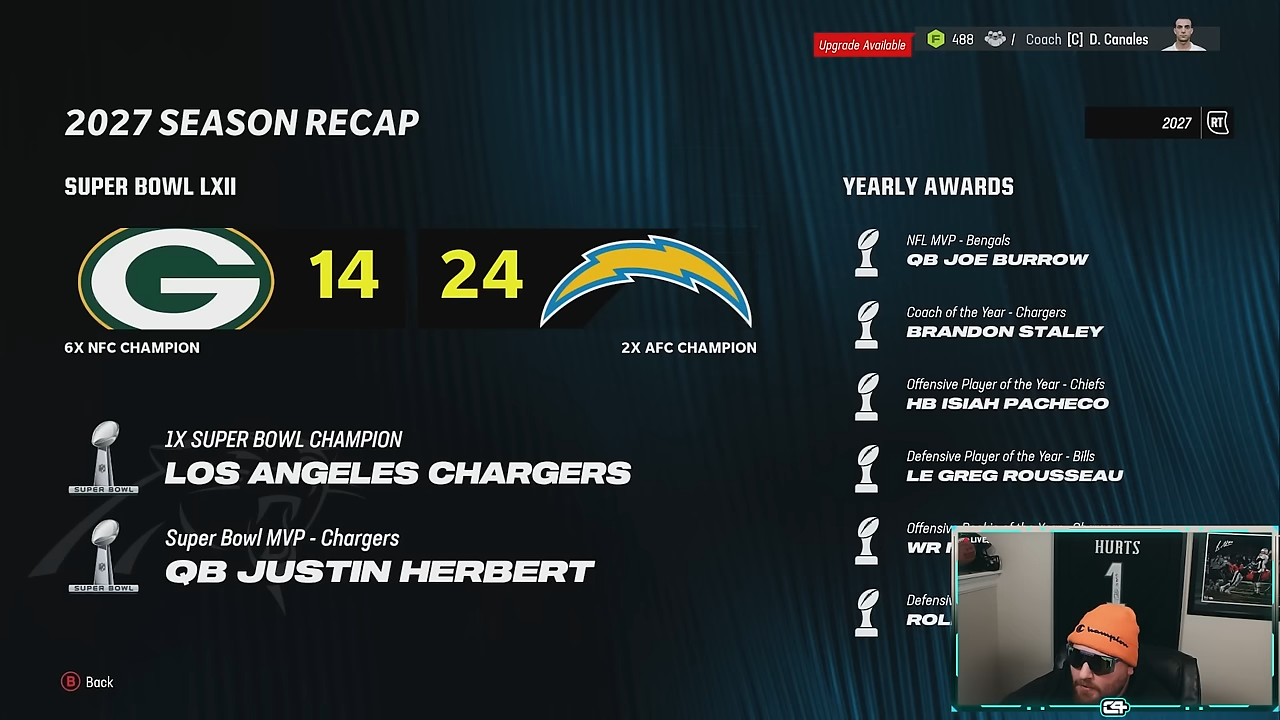 Upgrade Available
488
/ Coach [C] D. Canales
2027 SEASON RECAP
2027 RT
SUPER BOWL LXII
G 14 24
6X NFC CHAMPION
2X AFC CHAMPION
1X SUPER BOWL CHAMPION
LOS ANGELES CHARGERS
SUPER BOWL
Super Bowl MVP - Chargers
QB JUSTIN HERBERT
SUPER BOWL
B Back
YEARLY AWARDS
NFL MVP - Bengals
QB JOE BURROW
Coach of the Year - Chargers
BRANDON STALEY
Offensive Player of the Year - Chiefs
HB ISIAH PACHECO
Defensive Player of the Year - Bills
LE GREG ROUSSEAU
WR
ROL
LIVE
HURTS
1
Champion